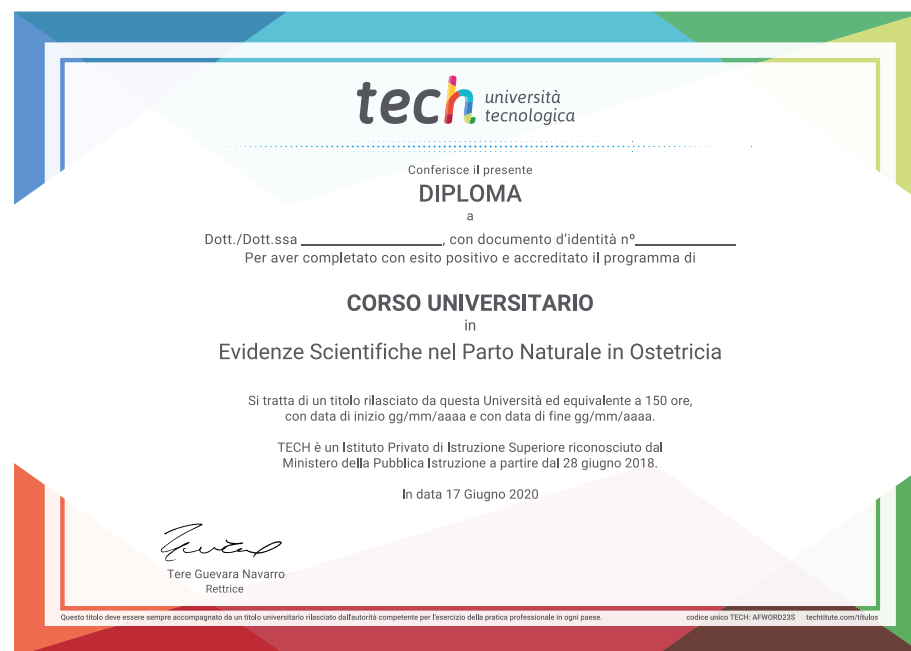 tech università
tecnologica
Conferisce il presente
DIPLOMA
a
Dott./Dott.ssa ________________, con documento d'identità nº____________
Per aver completato con esito positivo e accreditato il programma di
CORSO UNIVERSITARIO
in
Evidenze Scientifiche nel Parto Naturale in Ostetricia
Si tratta di un titolo rilasciato da questa Università ed equivalente a 150 ore,
con data di inizio gg/mm/aaaa e con data di fine gg/mm/aaaa.
TECH è un Istituto Privato di Istruzione Superiore riconosciuto dal
Ministero della Pubblica Istruzione a partire dal 28 giugno 2018.
In data 17 Giugno 2020
Tere Guevara Navarro
Rettrice
Questo titolo deve essere sempre accompagnato da un titolo universitario rilasciato dall'autorità competente per l'esercizio della pratica professionale in ogni paese. codice unico TECH: AFWORD23S techtitute.com/titulos